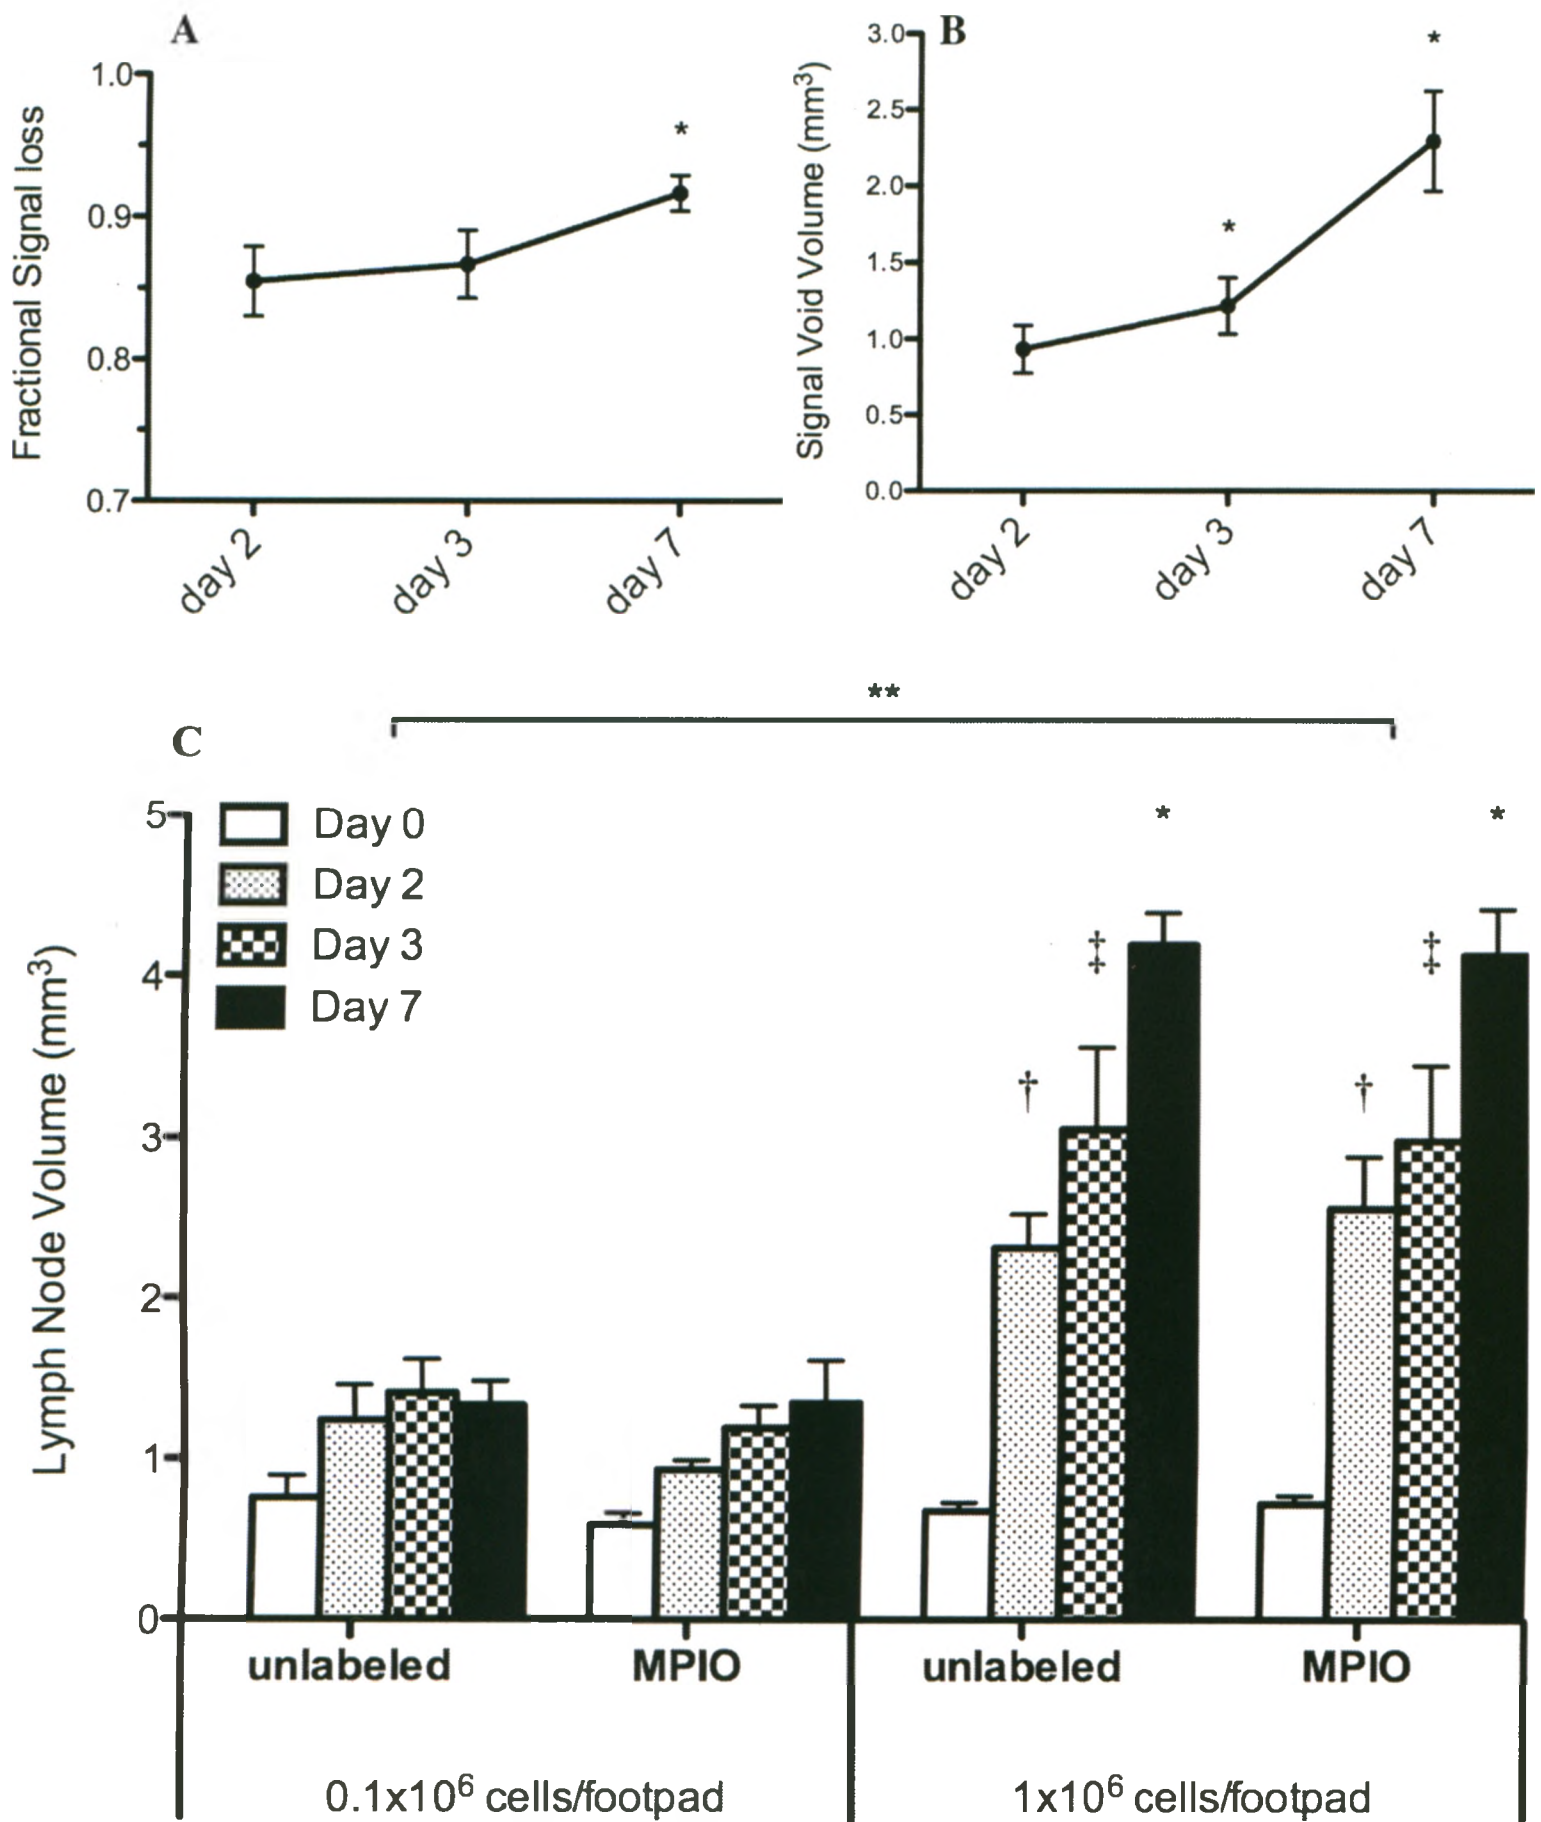 A
Fractional Signal loss
1.0
0.9
0.8
0.7
*
day 2
day 3
day 7
B
Signal Void Volume (mm³)
3.0
2.5
2.0
1.5
1.0
0.5
0.0
*
*
day 2
day 3
day 7
**
C
Lymph Node Volume (mm³)
5
4
3
2
1
0
Day 0
Day 2
Day 3
Day 7
† ‡ *
† ‡ *
unlabeled MPIO unlabeled MPIO
0.1x10⁶ cells/footpad 1x10⁶ cells/footpad